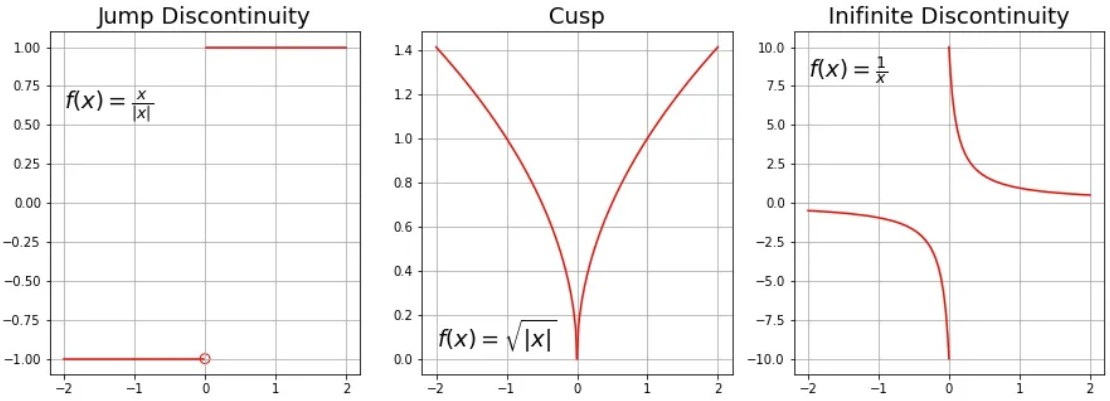 Jump Discontinuity
1.00
0.75
0.50
0.25
0.00
−0.25
−0.50
−0.75
−1.00
f(x) = x/|x|
−2 −1 0 1 2
Cusp
1.4
1.2
1.0
0.8
0.6
0.4
0.2
0.0
f(x) = √|x|
−2 −1 0 1 2
Inifinite Discontinuity
10.0
7.5
5.0
2.5
0.0
−2.5
−5.0
−7.5
−10.0
f(x) = 1/x
−2 −1 0 1 2